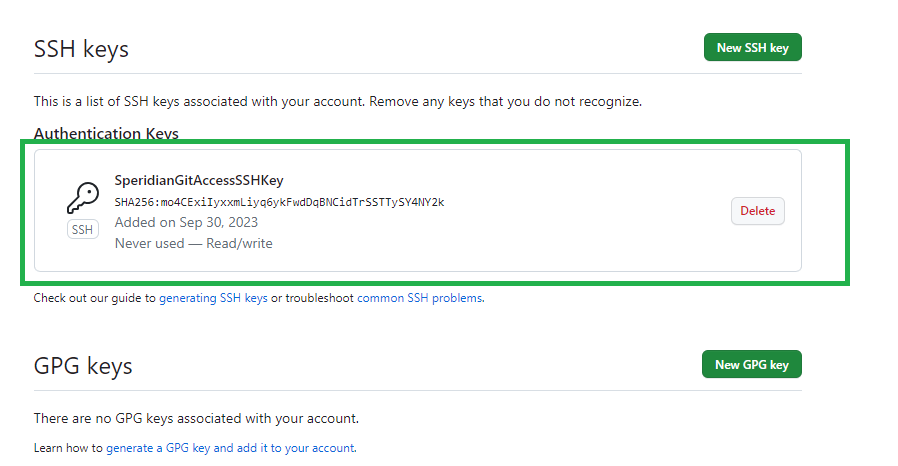 SSH keys
New SSH key
This is a list of SSH keys associated with your account. Remove any keys that you do not recognize.
Authentication Keys
SperidianGitAccessSSHKey
SHA256:mo4CExiIyxxmLiyq6ykFwdDqBNCidTrSSTTySY4NY2k
Added on Sep 30, 2023
Never used — Read/write
SSH
Delete
Check out our guide to generating SSH keys or troubleshoot common SSH problems.
GPG keys
New GPG key
There are no GPG keys associated with your account.
Learn how to generate a GPG key and add it to your account.